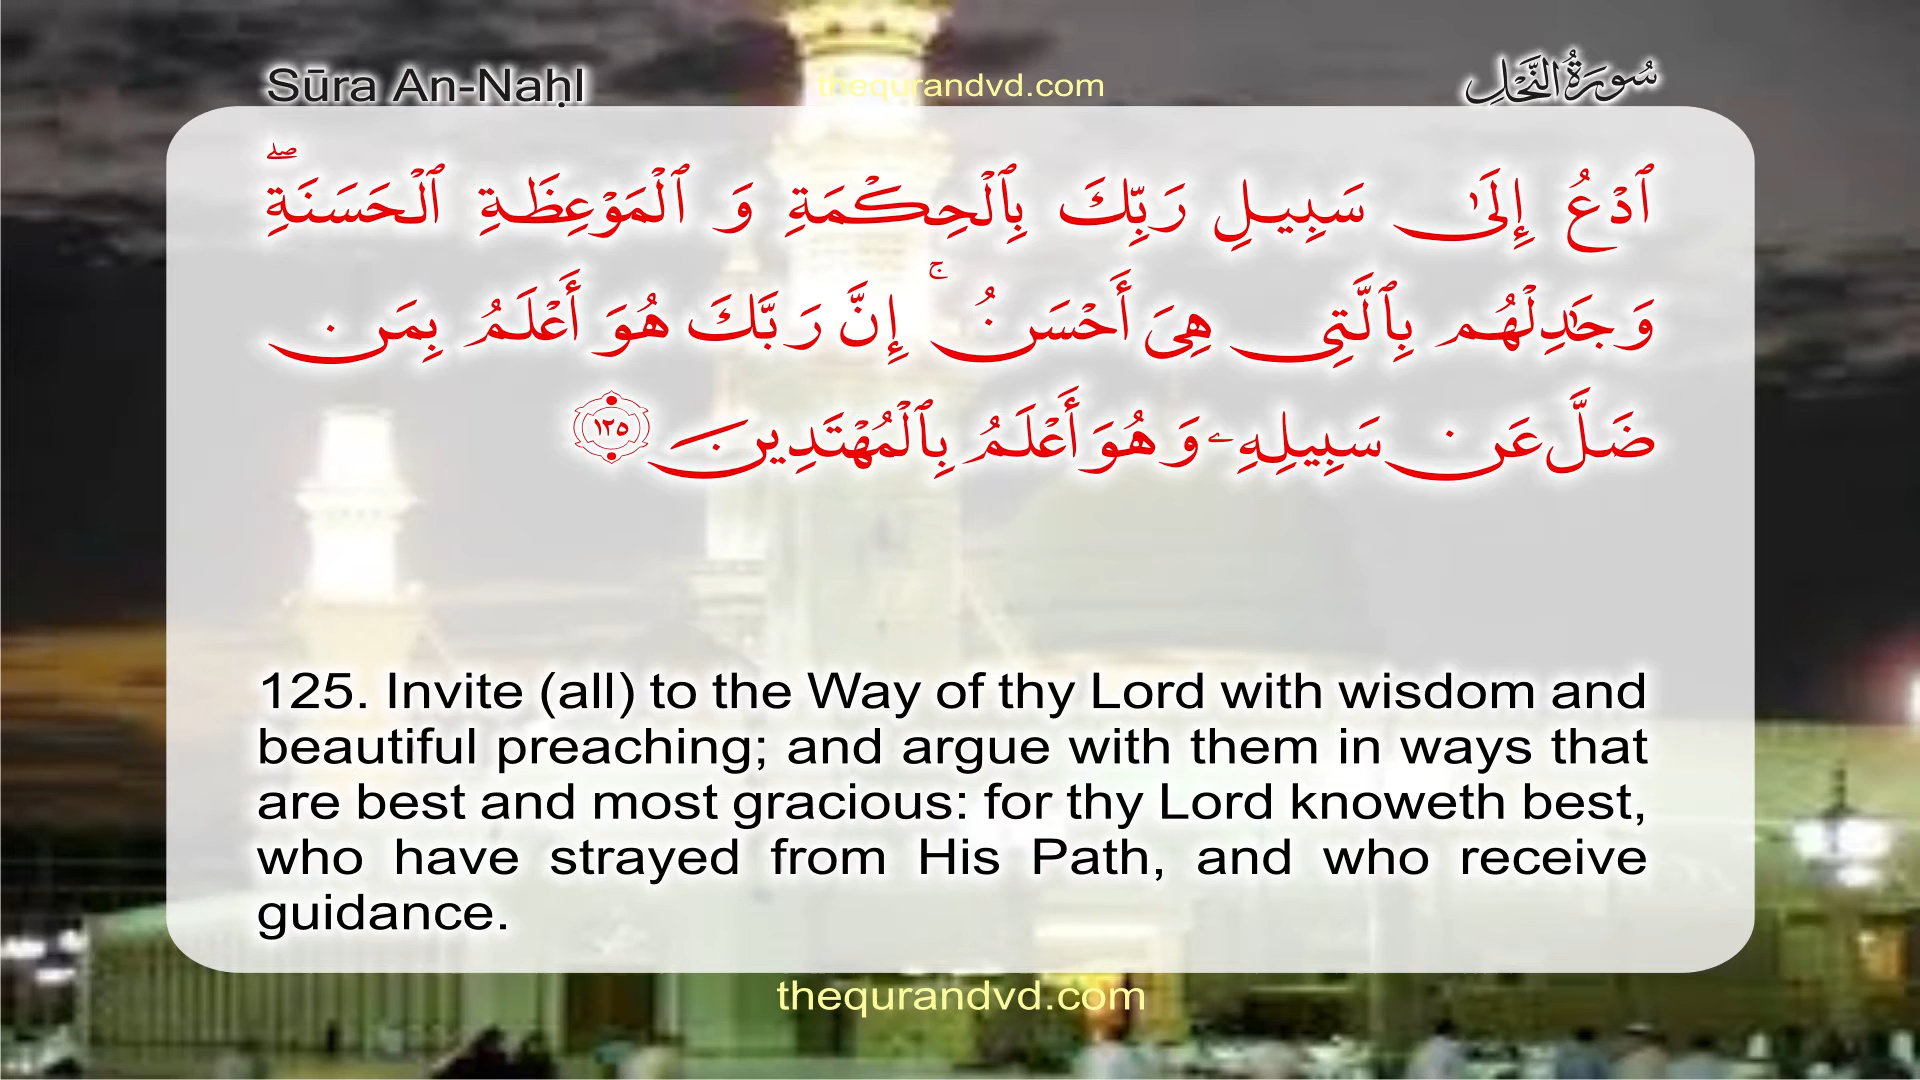 Sūra An-Naḥl
thequrandvd.com
سُورَةُ النَّحْلِ
ٱدْعُ إِلَىٰ سَبِيلِ رَبِّكَ بِٱلْحِكْمَةِ وَ ٱلْمَوْعِظَةِ ٱلْحَسَنَةِ ۖ
وَجَٰدِلْهُم بِٱلَّتِى هِىَ أَحْسَنُ ۚ إِنَّ رَبَّكَ هُوَ أَعْلَمُ بِمَن
ضَلَّ عَن سَبِيلِهِۦ وَهُوَ أَعْلَمُ بِٱلْمُهْتَدِينَ ١٢٥
125. Invite (all) to the Way of thy Lord with wisdom and
beautiful preaching; and argue with them in ways that
are best and most gracious: for thy Lord knoweth best,
who have strayed from His Path, and who receive
guidance.
thequrandvd.com